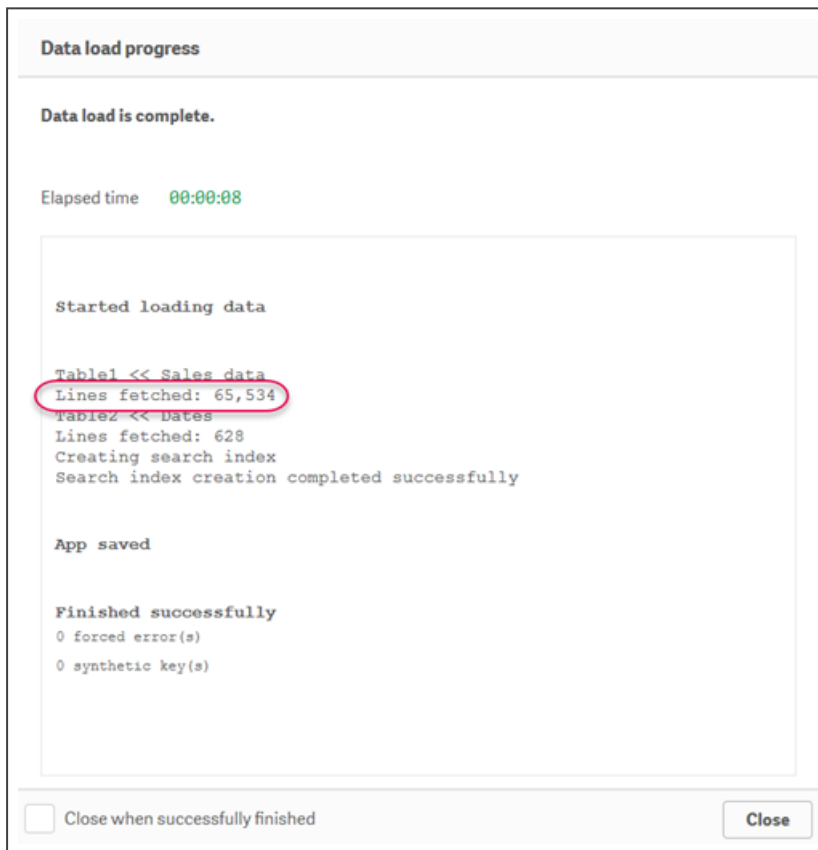 Data load progress
Data load is complete.
Elapsed time 00:00:08
Started loading data
Table1 << Sales data
Lines fetched: 65,534
Table2 << Dates
Lines fetched: 628
Creating search index
Search index creation completed successfully
App saved
Finished successfully
0 forced error(s)
0 synthetic key(s)
Close when successfully finished
Close